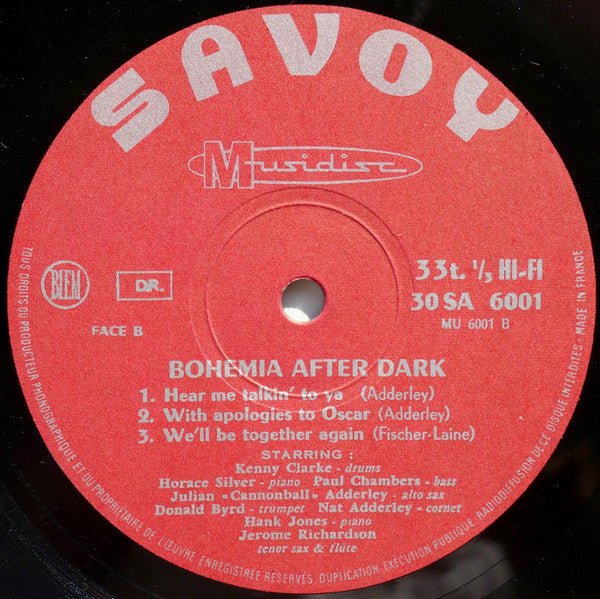 SAVOY
Musidisc
BIEM
DR.
33t. 1/3 HI-FI
30 SA 6001
MU 6001 B
FACE B
BOHEMIA AFTER DARK
1. Hear me talkin' to ya (Adderley)
2. With apologies to Oscar (Adderley)
3. We'll be together again (Fischer-Laine)
STARRING :
Kenny Clarke - drums
Horace Silver - piano Paul Chambers - bass
Julian «Cannonball» Adderley - alto sax
Donald Byrd - trumpet Nat Adderley - cornet
Hank Jones - piano
Jerome Richardson
tenor sax & flûte
TOUS DROITS DU PRODUCTEUR PHONOGRAPHIQUE ET DU PROPRIÉTAIRE DE L'ŒUVRE ENREGISTRÉE RÉSERVÉS, DUPLICATION EXÉCUTION PUBLIQUE RADIODIFFUSION DE CE DISQUE INTERDITES - MADE IN FRANCE